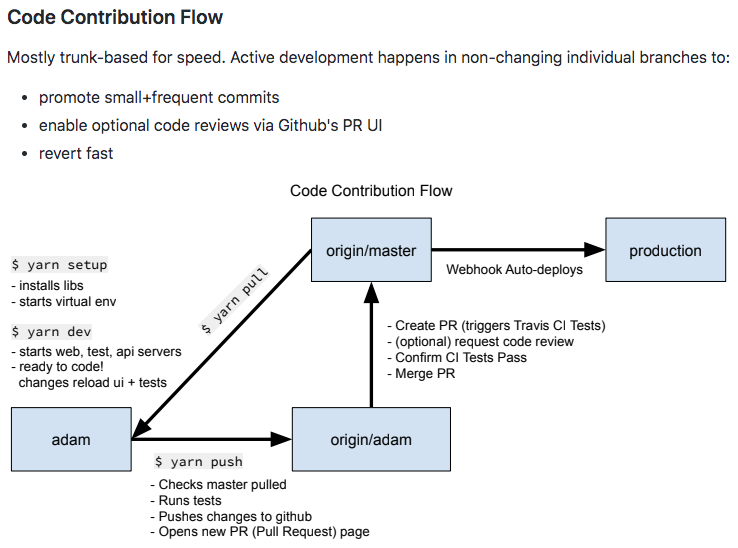 Code Contribution Flow
Mostly trunk-based for speed. Active development happens in non-changing individual branches to:
• promote small+frequent commits
• enable optional code reviews via Github's PR UI
• revert fast
Code Contribution Flow
origin/master
production
Webhook Auto-deploys
$ yarn setup
- installs libs
- starts virtual env
$ yarn dev
- starts web, test, api servers
- ready to code!
changes reload ui + tests
$ yarn pull
- Create PR (triggers Travis CI Tests)
- (optional) request code review
- Confirm CI Tests Pass
- Merge PR
adam
origin/adam
$ yarn push
- Checks master pulled
- Runs tests
- Pushes changes to github
- Opens new PR (Pull Request) page